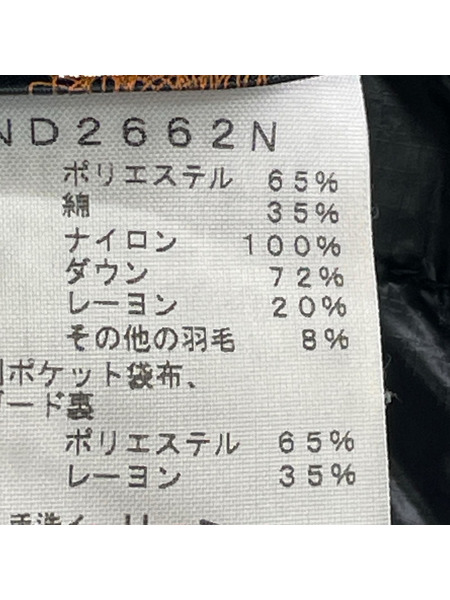 ND2662N
ポリエステル 65%
綿 35%
ナイロン 100%
ダウン 72%
レーヨン 20%
その他の羽毛 8%
ポケット袋布、
ード裏
ポリエステル 65%
レーヨン 35%